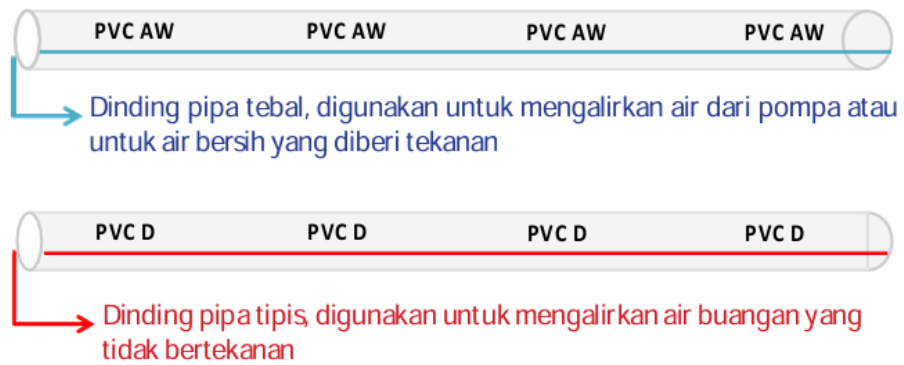 PVC AW PVC AW PVC AW PVC AW
Dinding pipa tebal, digunakan untuk mengalirkan air dari pompa atau
untuk air bersih yang diberi tekanan
PVC D PVC D PVC D PVC D
Dinding pipa tipis, digunakan untuk mengalirkan air buangan yang
tidak bertekanan